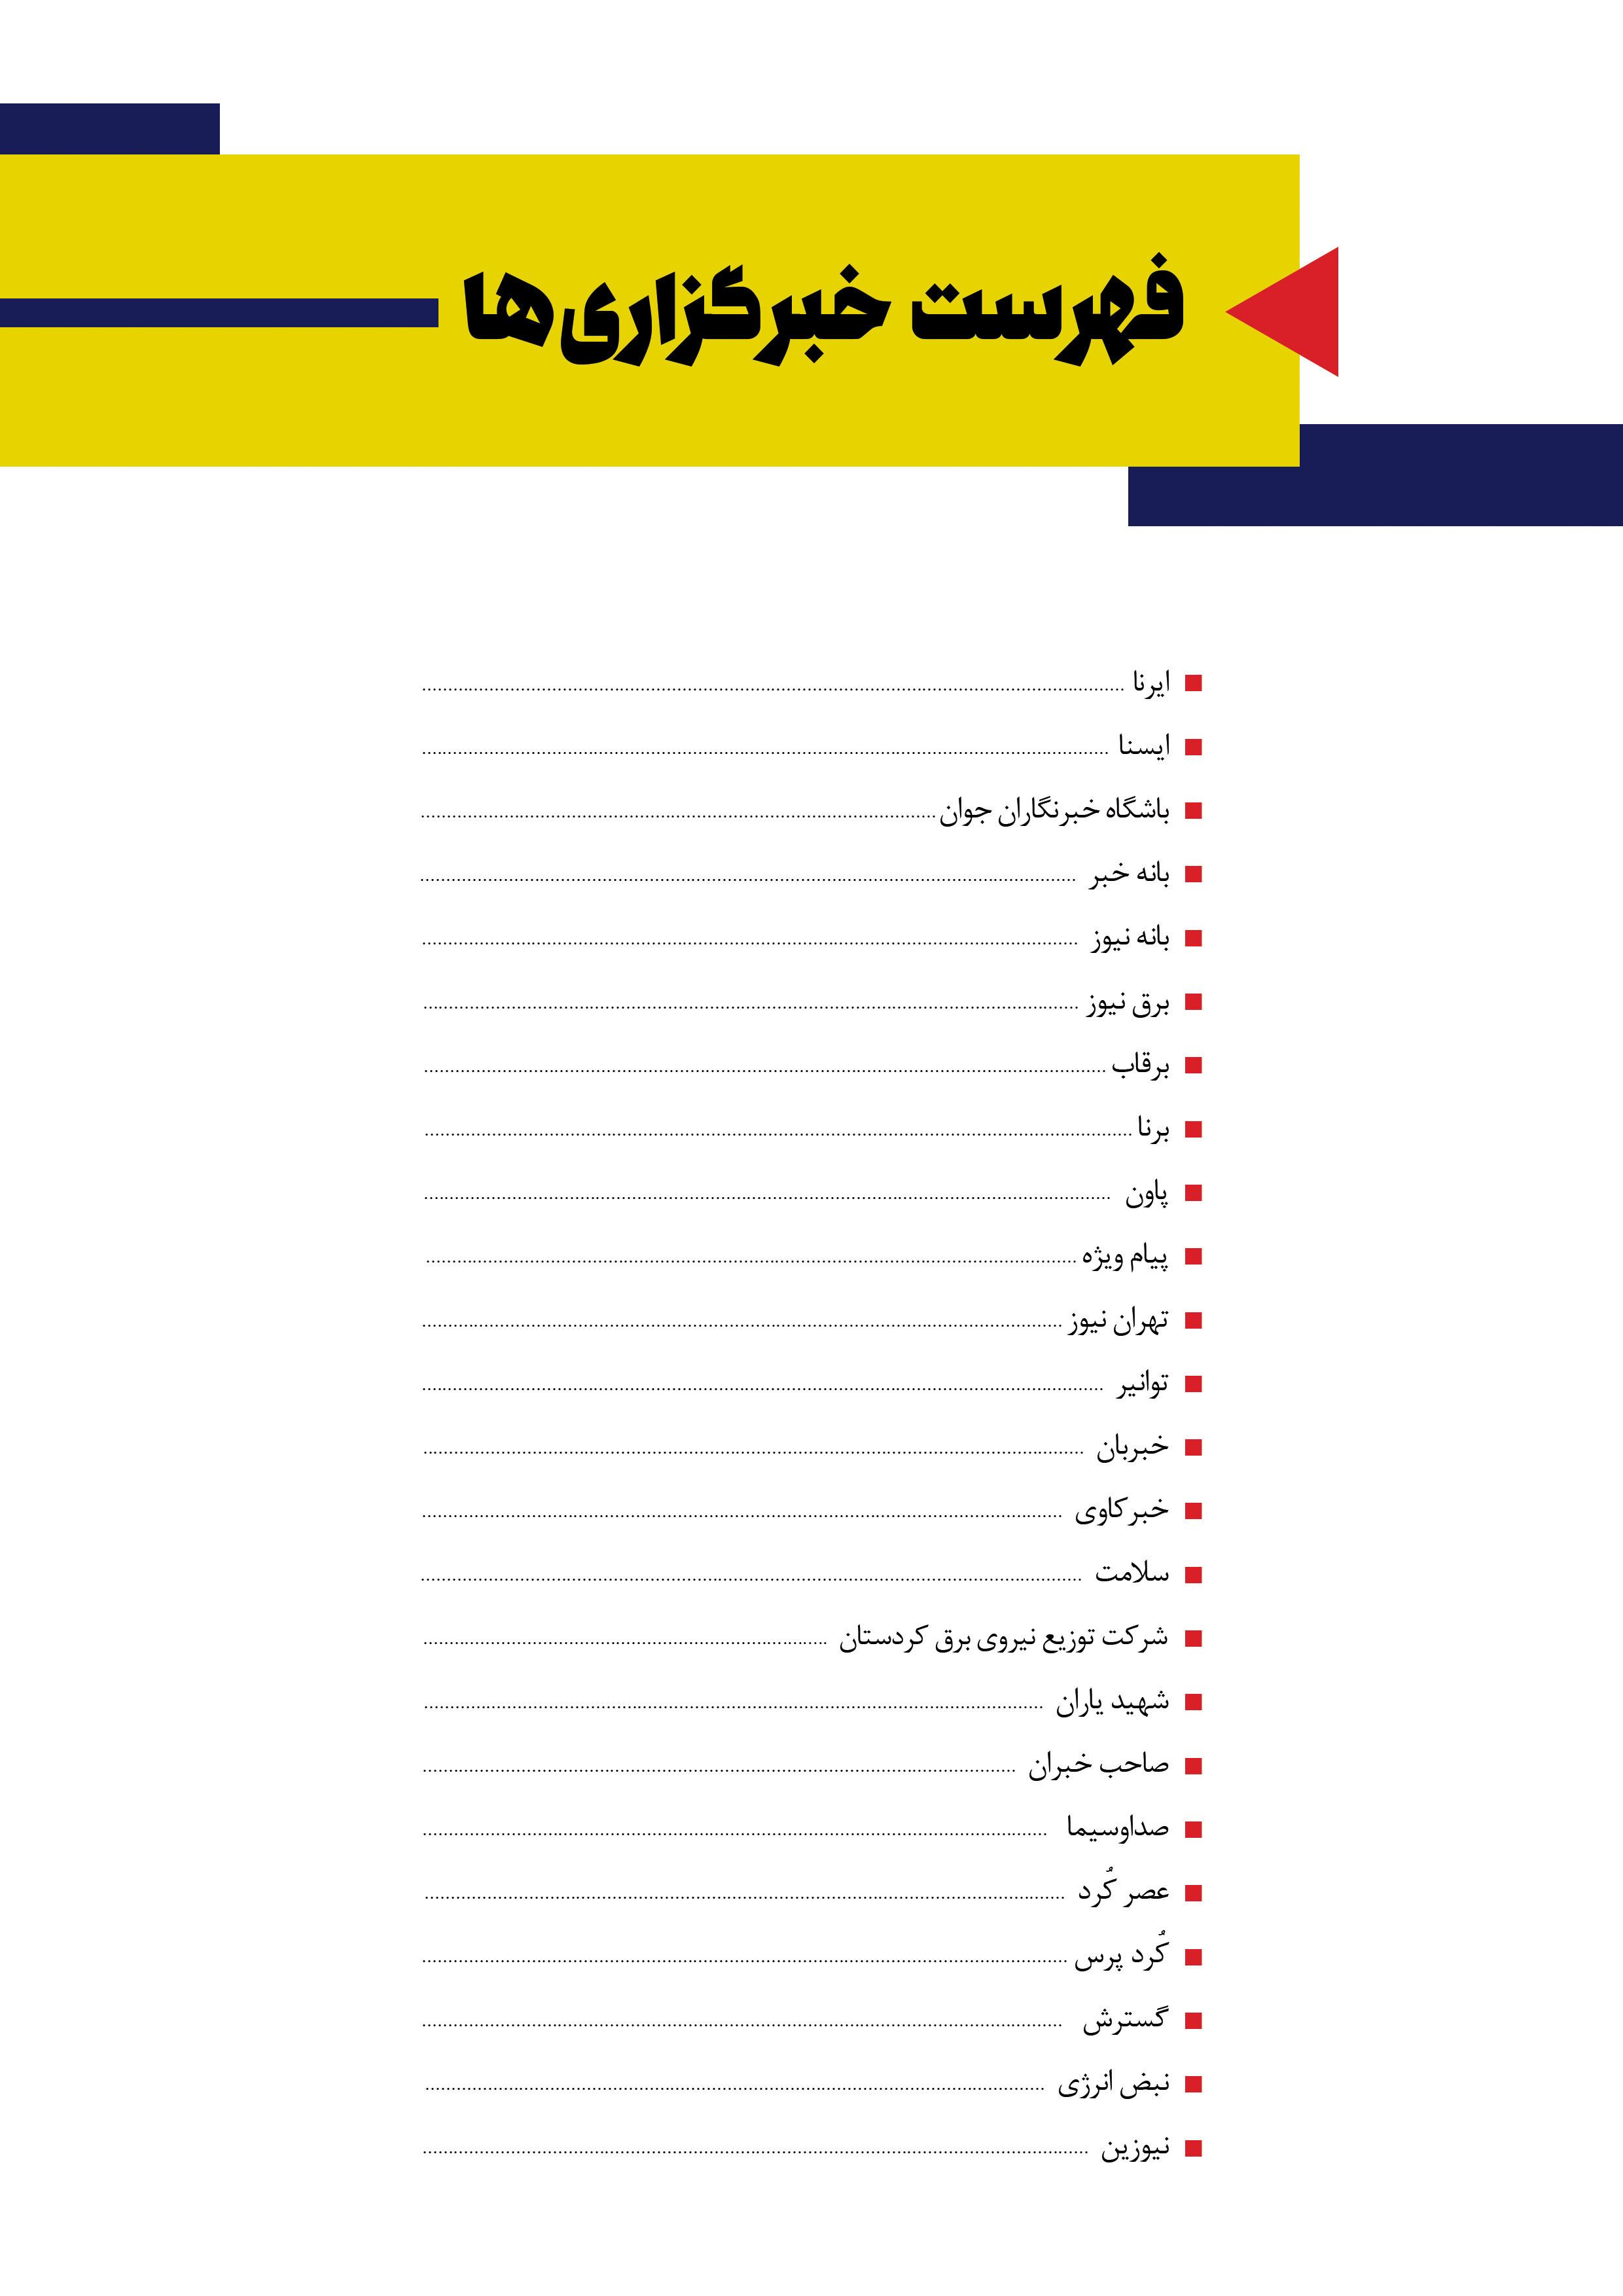 فهرست خبرگزاری‌ها
ایرنا
ایسنا
باشگاه خبرنگاران جوان
بانه خبر
بانه نیوز
برق نیوز
برقاب
برنا
پاون
پیام ویژه
تهران نیوز
توانیر
خبربان
خبرکاوی
سلامت
شرکت توزیع نیروی برق کردستان
شهید یاران
صاحب خبران
صداوسیما
عصر کُرد
کُرد پرس
گسترش
نبض انرژی
نیوزین